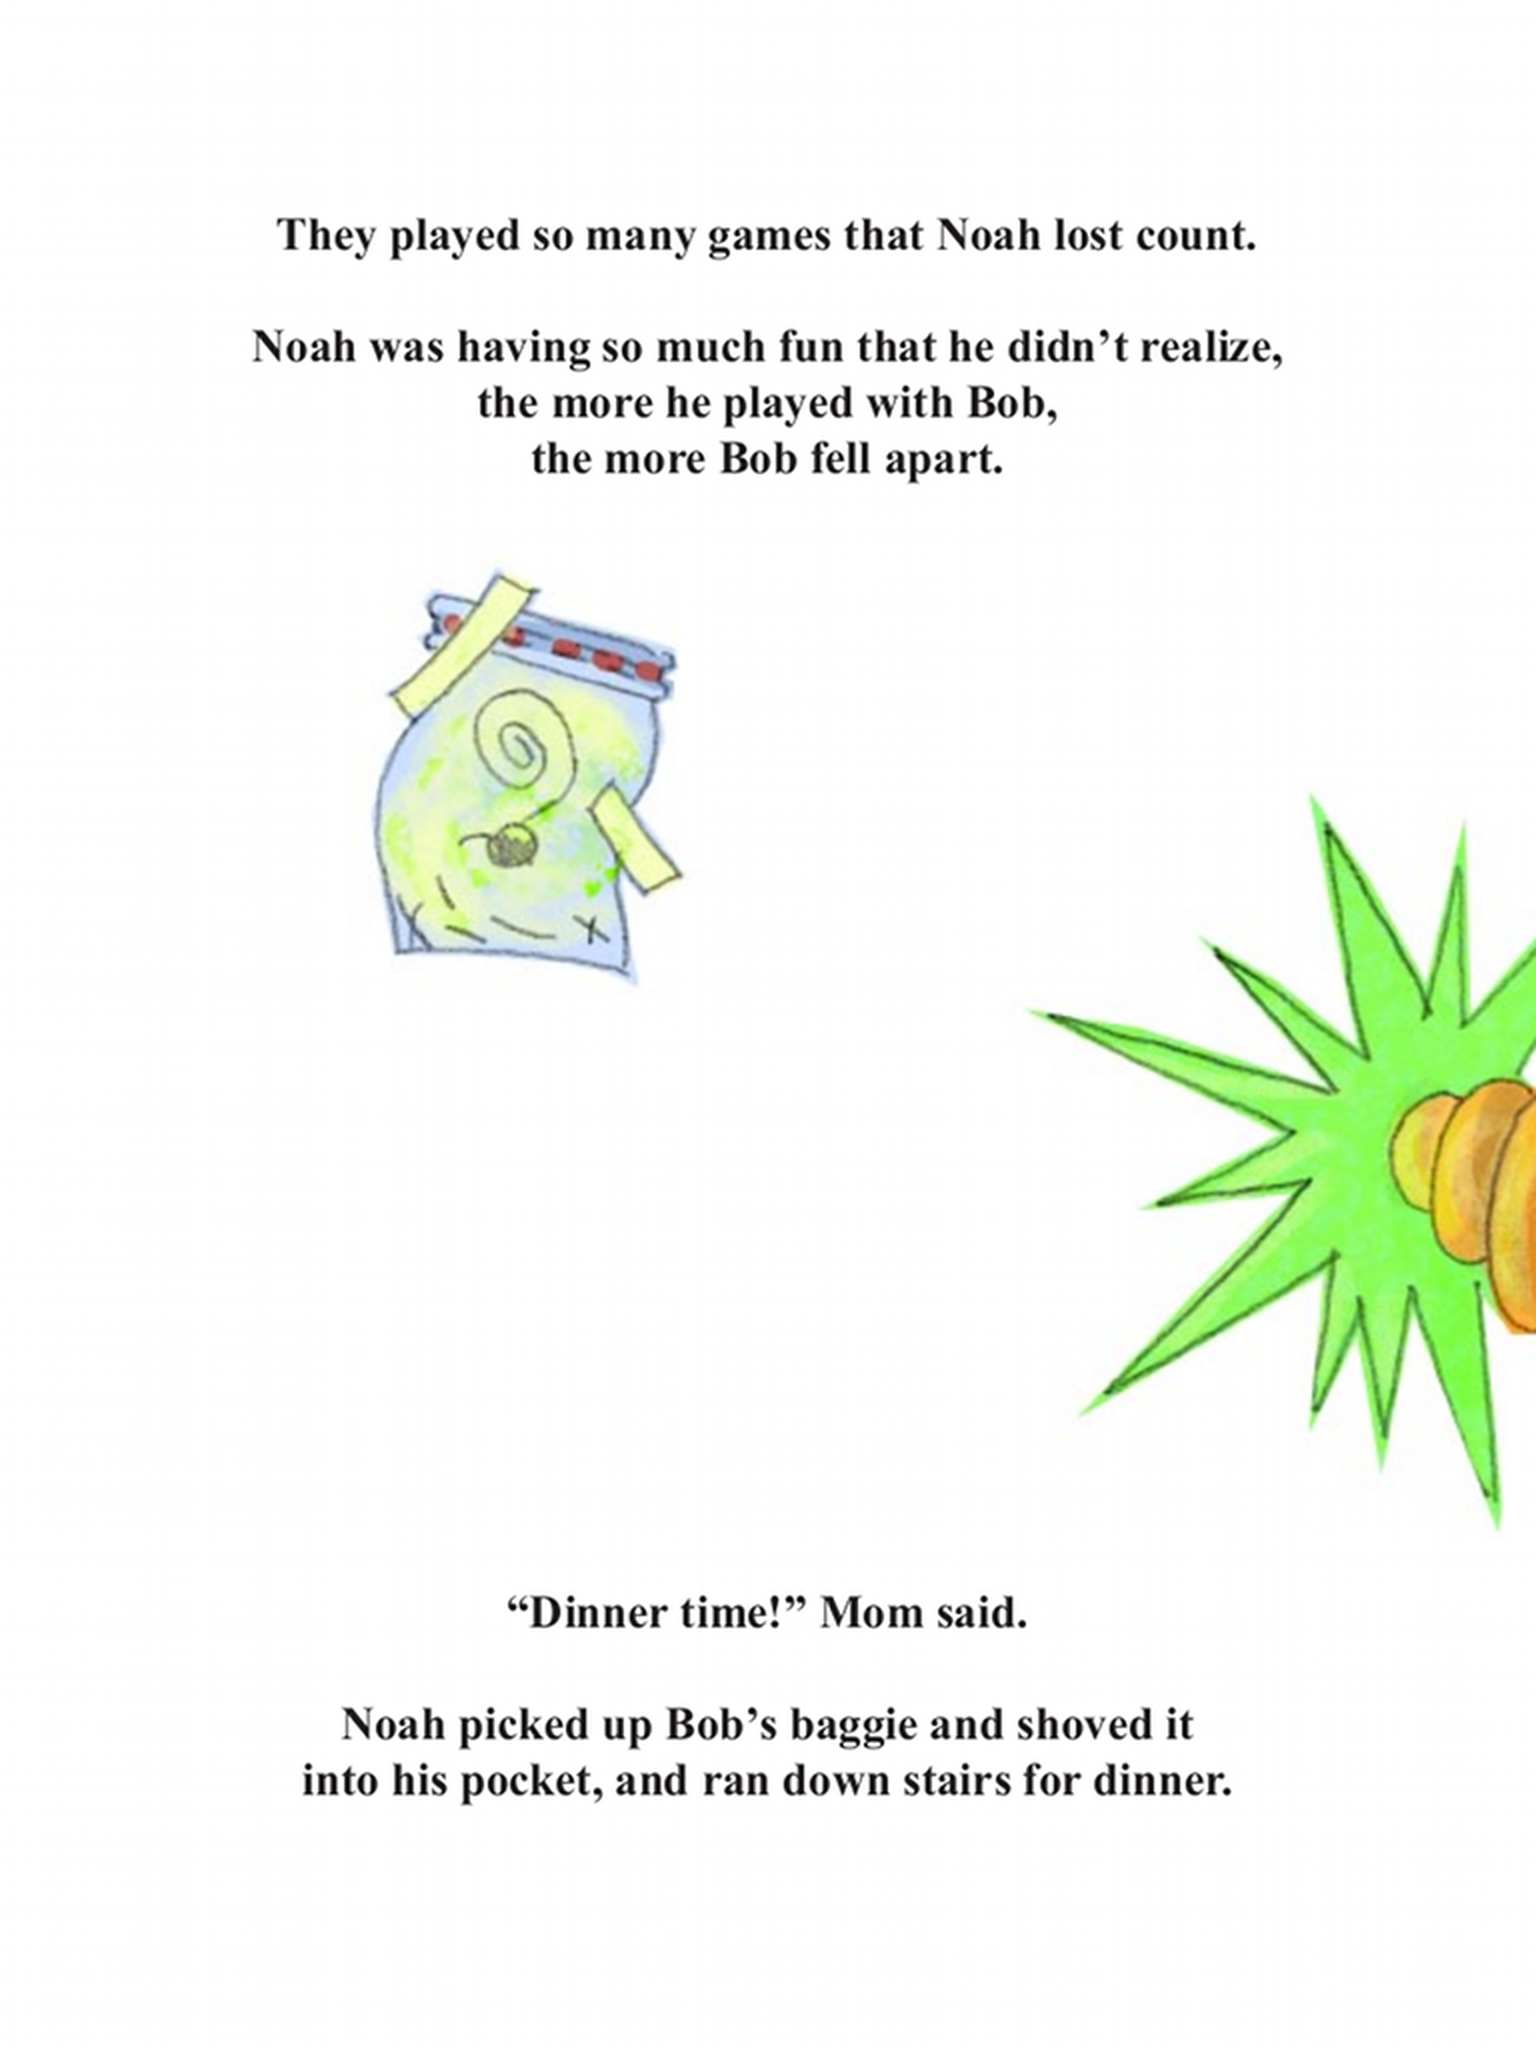 They played so many games that Noah lost count.
Noah was having so much fun that he didn’t realize,
the more he played with Bob,
the more Bob fell apart.
“Dinner time!” Mom said.
Noah picked up Bob’s baggie and shoved it
into his pocket, and ran down stairs for dinner.